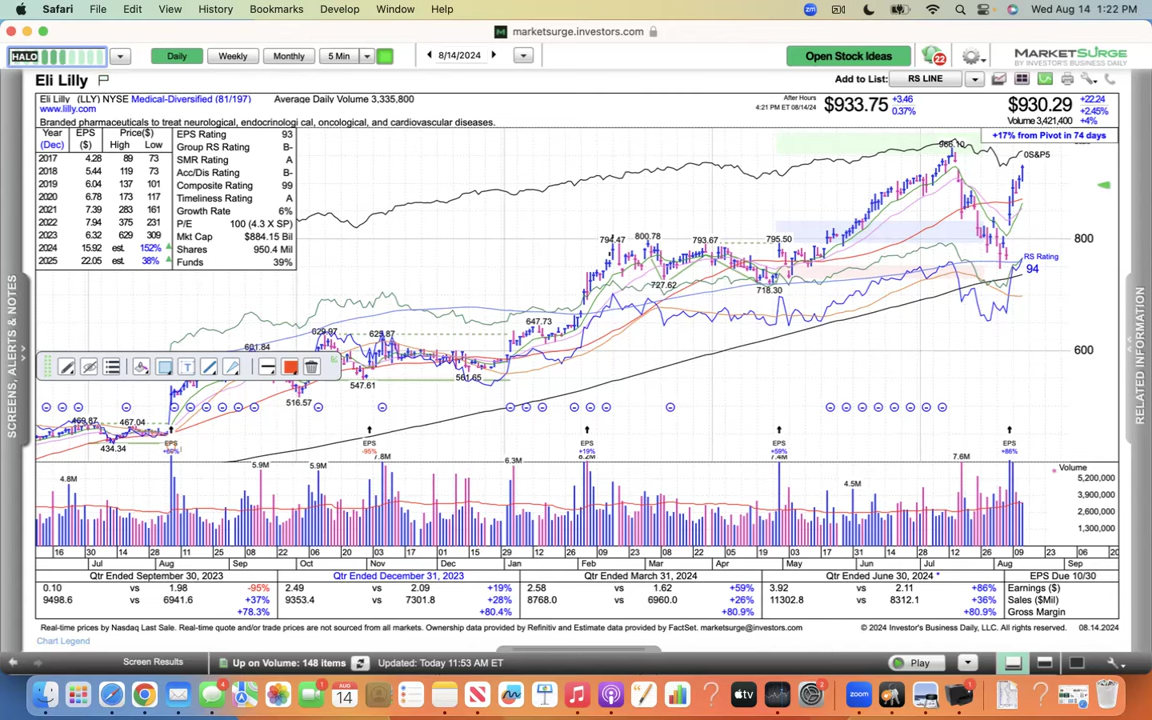 Safari File Edit View History Bookmarks Develop Window Help
Wed Aug 14 1:22 PM
marketsurge.investors.com
HALO
Daily Weekly Monthly 5 Min
8/14/2024
Open Stock Ideas
22
MARKETSURGE
BY INVESTOR'S BUSINESS DAILY
Eli Lilly
Add to List: RS LINE
Eli Lilly (LLY) NYSE Medical-Diversified (81/197) Average Daily Volume 3,335,800
www.lilly.com
Branded pharmaceuticals to treat neurological, endocrinologi cal, oncological, and cardiovascular diseases.
After Hours
4:21 PM ET 08/14/24
$933.75 +3.46
0.37%
$930.29 +22.24
+2.45%
Volume 3,421,400 +4%
+17% from Pivot in 74 days
Year EPS Price($)
(Dec) ($) High Low
2017 4.28 89 73
2018 5.44 119 73
2019 6.04 137 101
2020 6.78 173 117
2021 7.39 283 161
2022 7.94 375 231
2023 6.32 629 309
2024 15.92 est. 152%
2025 22.05 est. 38%
EPS Rating 93
Group RS Rating B-
SMR Rating A
Acc/Dis Rating B-
Composite Rating 99
Timeliness Rating A
Growth Rate 6%
P/E 100 (4.3 X SP)
Mkt Cap $884.15 Bil
Shares 950.4 Mil
Funds 39%
0S&P5
800
600
RS Rating
94
794.47 800.78 793.67 795.50
727.62 718.30
647.73
629.97 629.87
601.84
547.61 561.65
516.57
469.87 467.04
434.34
EPS EPS EPS EPS EPS
-95% +19% +59% +86%
4.8M 5.9M 5.9M 7.8M 6.3M 8.2M 7.4M 4.5M 7.6M
Volume
5,200,000
3,900,000
2,600,000
1,300,000
16 30 14 28 11 25 08 22 06 20 03 17 01 15 29 12 26 09 23 08 22 05 19 03 17 31 14 28 12 26 09 23 06 20
Jul Aug Sep Oct Nov Jan Feb Mar Apr May Jun Jul Aug Sep
Qtr Ended September 30, 2023 Qtr Ended December 31, 2023 Qtr Ended March 31, 2024 Qtr Ended June 30, 2024 * EPS Due 10/30
0.10 vs 1.98 -95% 2.49 vs 2.09 +19% 2.58 vs 1.62 +59% 3.92 vs 2.11 +86% Earnings ($)
9498.6 vs 6941.6 +37% 9353.4 vs 7301.8 +28% 8768.0 vs 6960.0 +26% 11302.8 vs 8312.1 +36% Sales ($Mil)
+78.3% +80.4% +80.9% +80.9% Gross Margin
Real-time prices by Nasdaq Last Sale. Real-time quote and/or trade prices are not sourced from all markets. Ownership data provided by Refinitiv and Estimate data provided by FactSet. marketsurge@investors.com
© 2024 Investor's Business Daily, LLC. All rights reserved. 08.14.2024
Chart Legend
SCREENS, ALERTS & NOTES
RELATED INFORMATION
Screen Results
Up on Volume: 148 items Updated: Today 11:53 AM ET
Play
AUG
14
tv
zoom